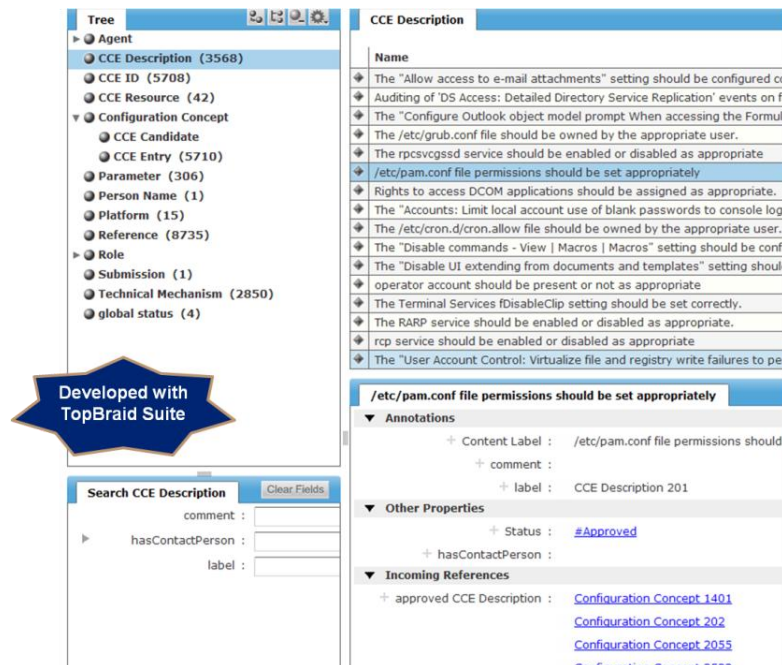 Tree
Agent
CCE Description (3568)
CCE ID (5708)
CCE Resource (42)
Configuration Concept
CCE Candidate
CCE Entry (5710)
Parameter (306)
Person Name (1)
Platform (15)
Reference (8735)
Role
Submission (1)
Technical Mechanism (2850)
global status (4)
Developed with
TopBraid Suite
Search CCE Description
Clear Fields
comment :
hasContactPerson :
label :
CCE Description
Name
The "Allow access to e-mail attachments" setting should be configured
Auditing of 'DS Access: Detailed Directory Service Replication' events on
The "Configure Outlook object model prompt When accessing the
The /etc/grub.conf file should be owned by the appropriate user.
The rpcsvcgssd service should be enabled or disabled as appropriate
/etc/pam.conf file permissions should be set appropriately
Rights to access DCOM applications should be assigned as appropriate.
The "Accounts: Limit local account use of blank passwords to console
The /etc/cron.d/cron.allow file should be owned by the appropriate user.
The "Disable commands - View | Macros | Macros" setting should be
The "Disable UI extending from documents and templates" setting
operator account should be present or not as appropriate
The Terminal Services fDisableClip setting should be set correctly.
The RARP service should be enabled or disabled as appropriate.
rcp service should be enabled or disabled as appropriate
The "User Account Control: Virtualize file and registry write failures to
/etc/pam.conf file permissions should be set appropriately
Annotations
Content Label : /etc/pam.conf file permissions should
comment :
label : CCE Description 201
Other Properties
Status : #Approved
hasContactPerson :
Incoming References
approved CCE Description : Configuration Concept 1401
Configuration Concept 202
Configuration Concept 2055